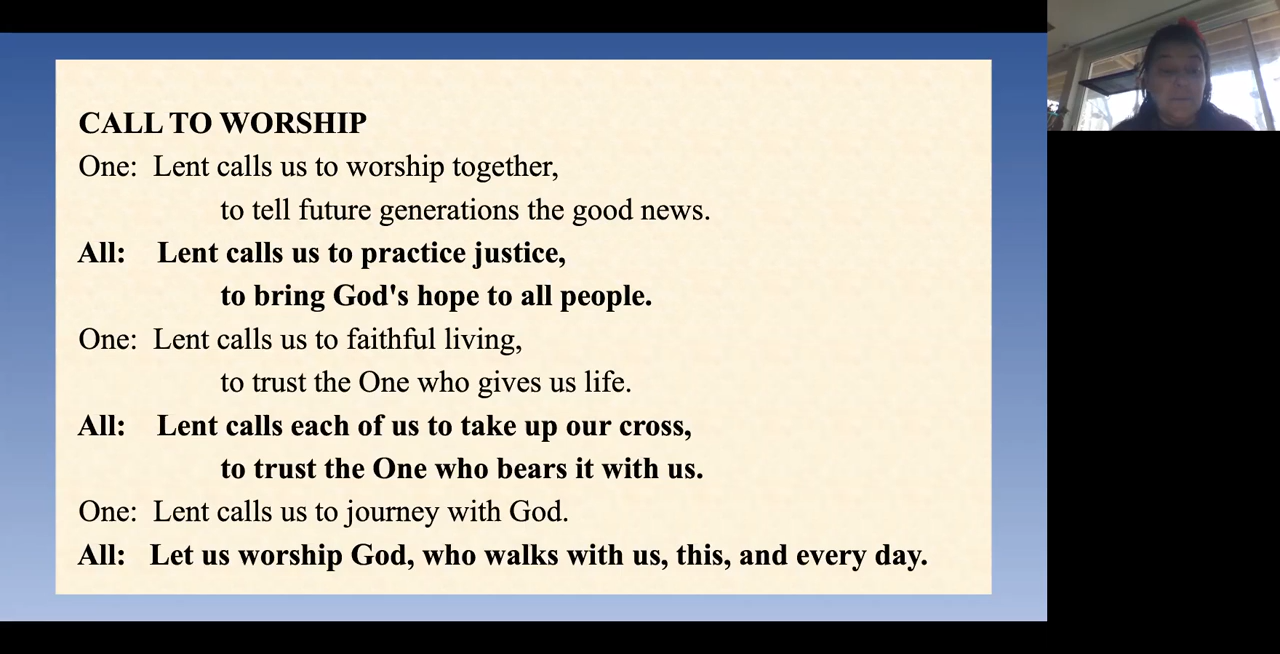 CALL TO WORSHIP
One: Lent calls us to worship together,
to tell future generations the good news.
All: Lent calls us to practice justice,
to bring God's hope to all people.
One: Lent calls us to faithful living,
to trust the One who gives us life.
All: Lent calls each of us to take up our cross,
to trust the One who bears it with us.
One: Lent calls us to journey with God.
All: Let us worship God, who walks with us, this, and every day.